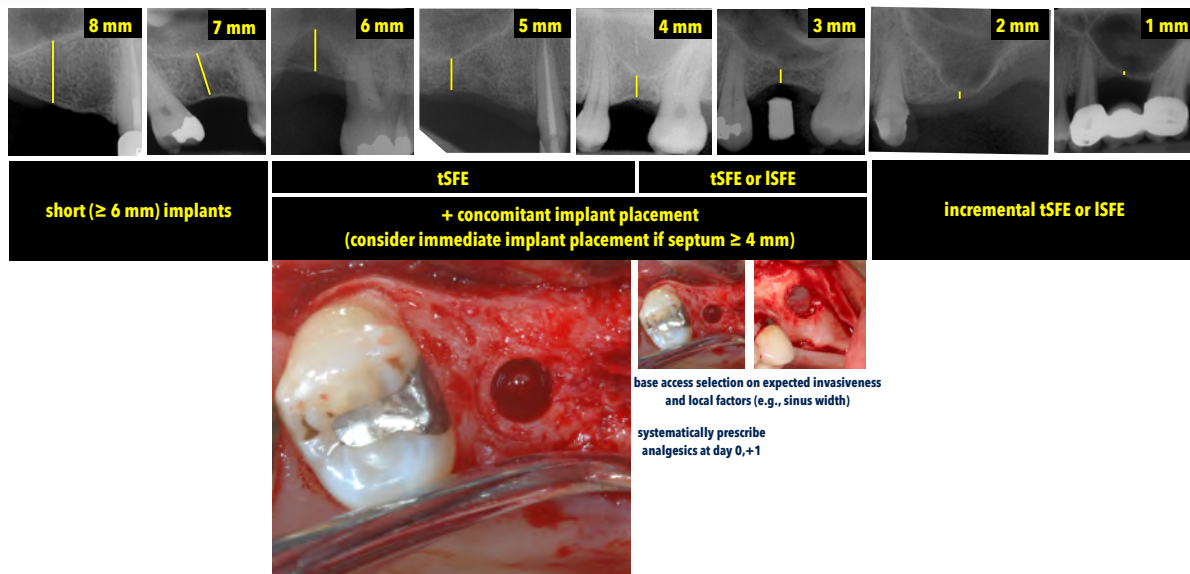 8 mm
7 mm
6 mm
5 mm
4 mm
3 mm
2 mm
1 mm
short (≥ 6 mm) implants
tSFE
tSFE or lSFE
incremental tSFE or lSFE
+ concomitant implant placement
(consider immediate implant placement if septum ≥ 4 mm)
base access selection on expected invasiveness
and local factors (e.g., sinus width)
systematically prescribe
analgesics at day 0,+1